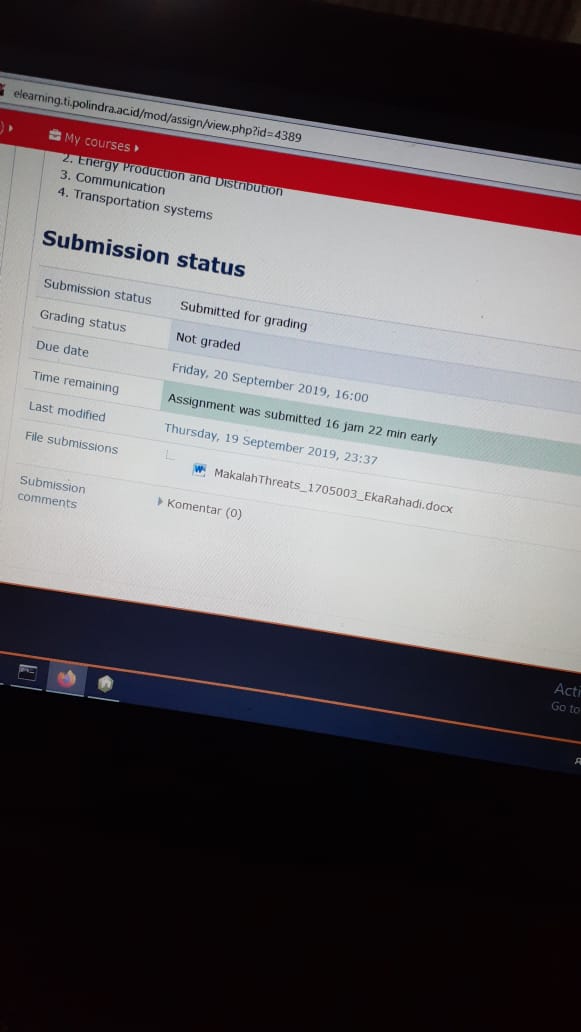 elearning.ti.polindra.ac.id/mod/assign/view.php?id=4389
My courses
2. Energy Production and Distribution
3. Communication
4. Transportation systems
Submission status
Submission status Submitted for grading
Grading status Not graded
Due date Friday, 20 September 2019, 16:00
Time remaining Assignment was submitted 16 jam 22 min early
Last modified Thursday, 19 September 2019, 23:37
File submissions MakalahThreats_1705003_EkaRahadi.docx
Submission comments Komentar (0)
Acti
Go to